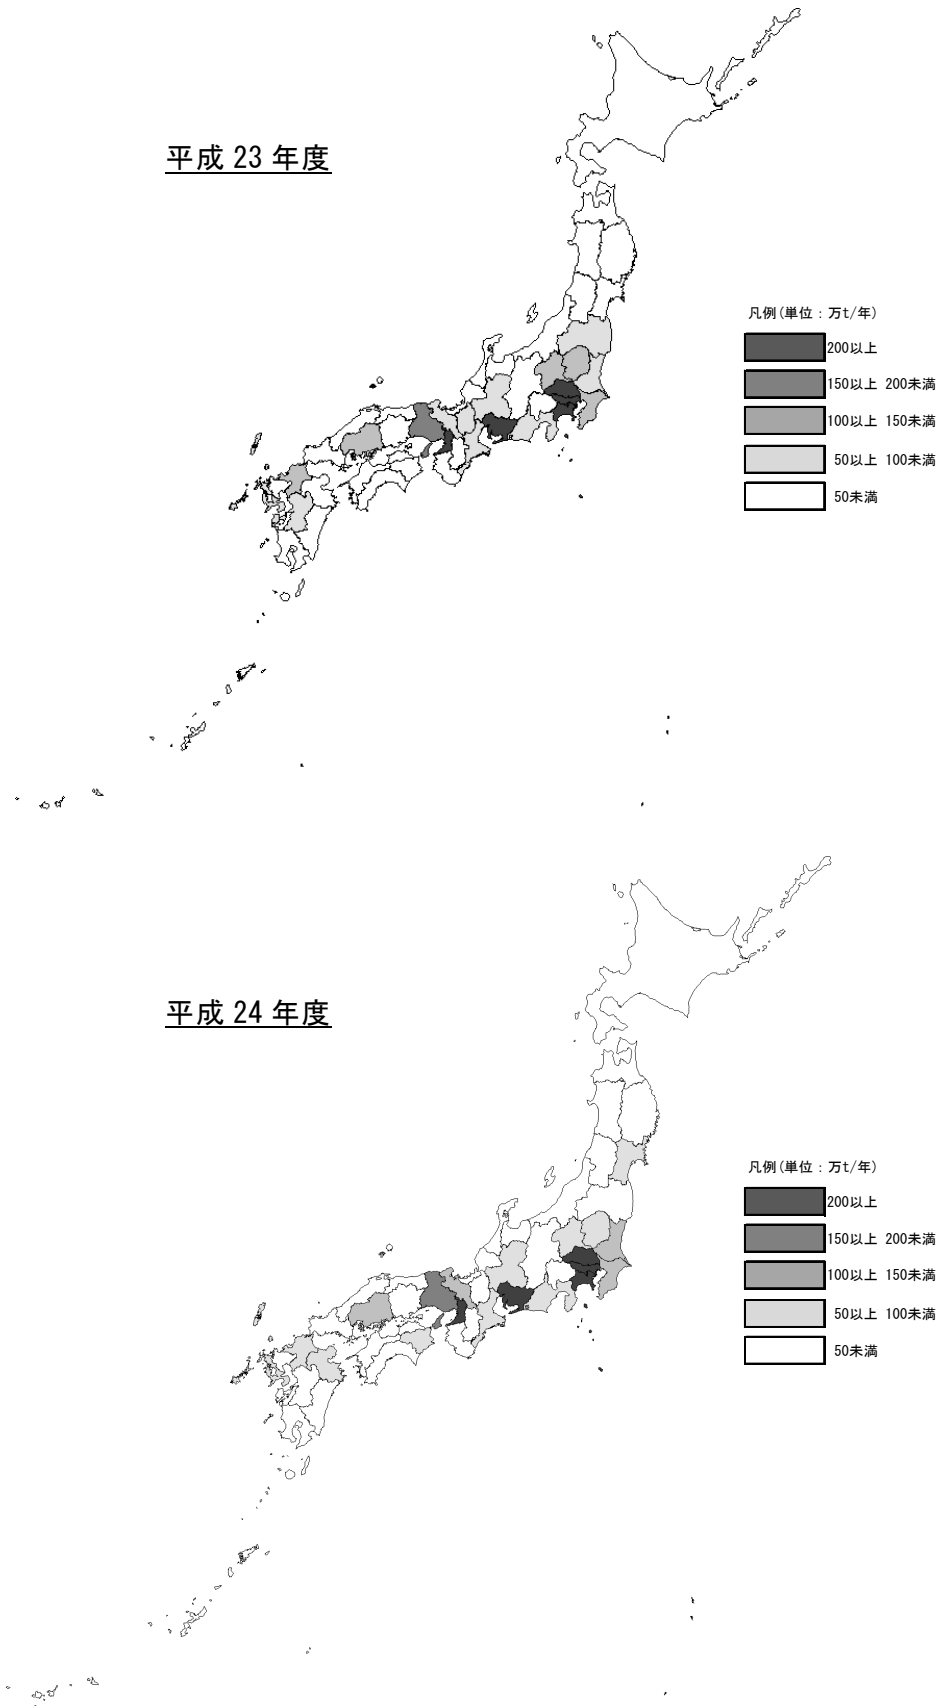 平成 23 年度
凡例(単位：万t/年)
200以上
150以上 200未満
100以上 150未満
50以上 100未満
50未満
平成 24 年度
凡例(単位：万t/年)
200以上
150以上 200未満
100以上 150未満
50以上 100未満
50未満